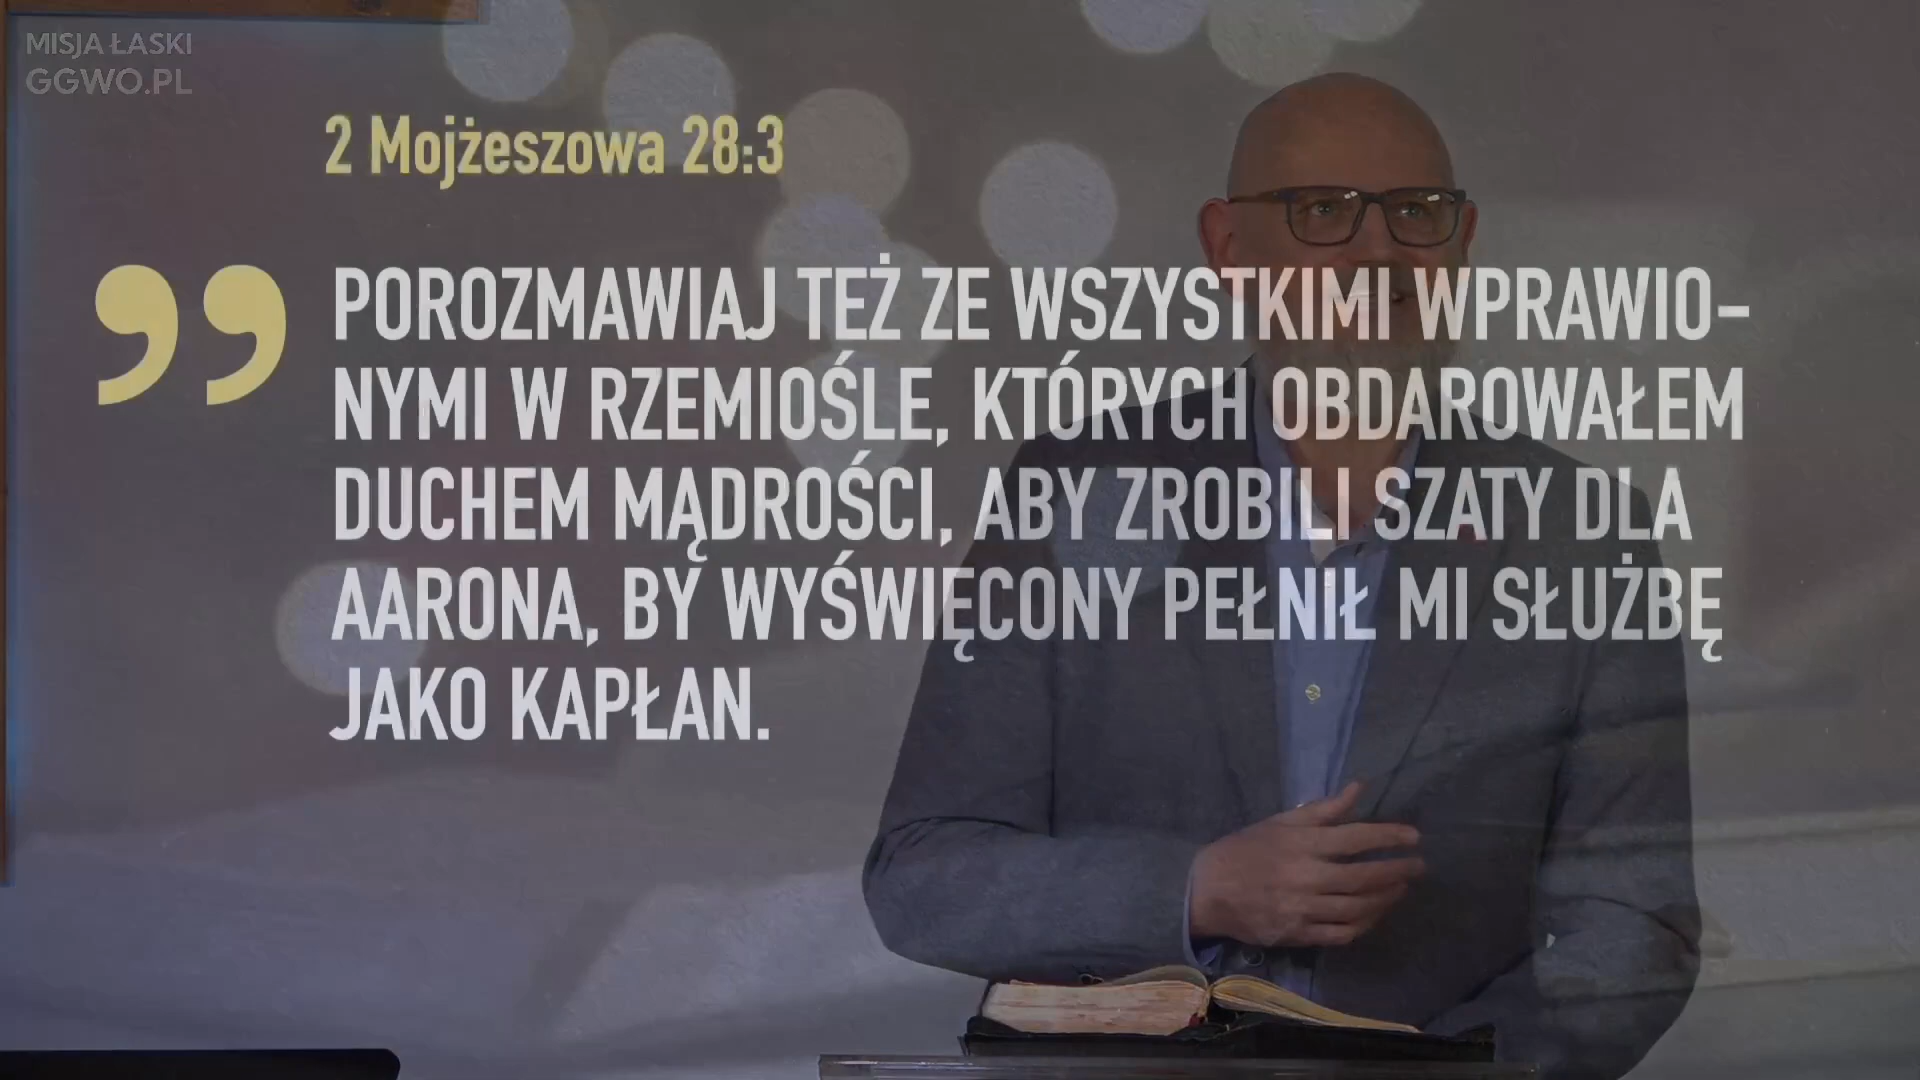 MISJA ŁASKI
GGWO.PL
2 Mojżeszowa 28:3
POROZMAWIAJ TEŻ ZE WSZYSTKIMI WPRAWIO-
NYMI W RZEMIOŚLE, KTÓRYCH OBDAROWAŁEM
DUCHEM MĄDROŚCI, ABY ZROBILI SZATY DLA
AARONA, BY WYŚWIĘCONY PEŁNIŁ MI SŁUŻBĘ
JAKO KAPŁAN.